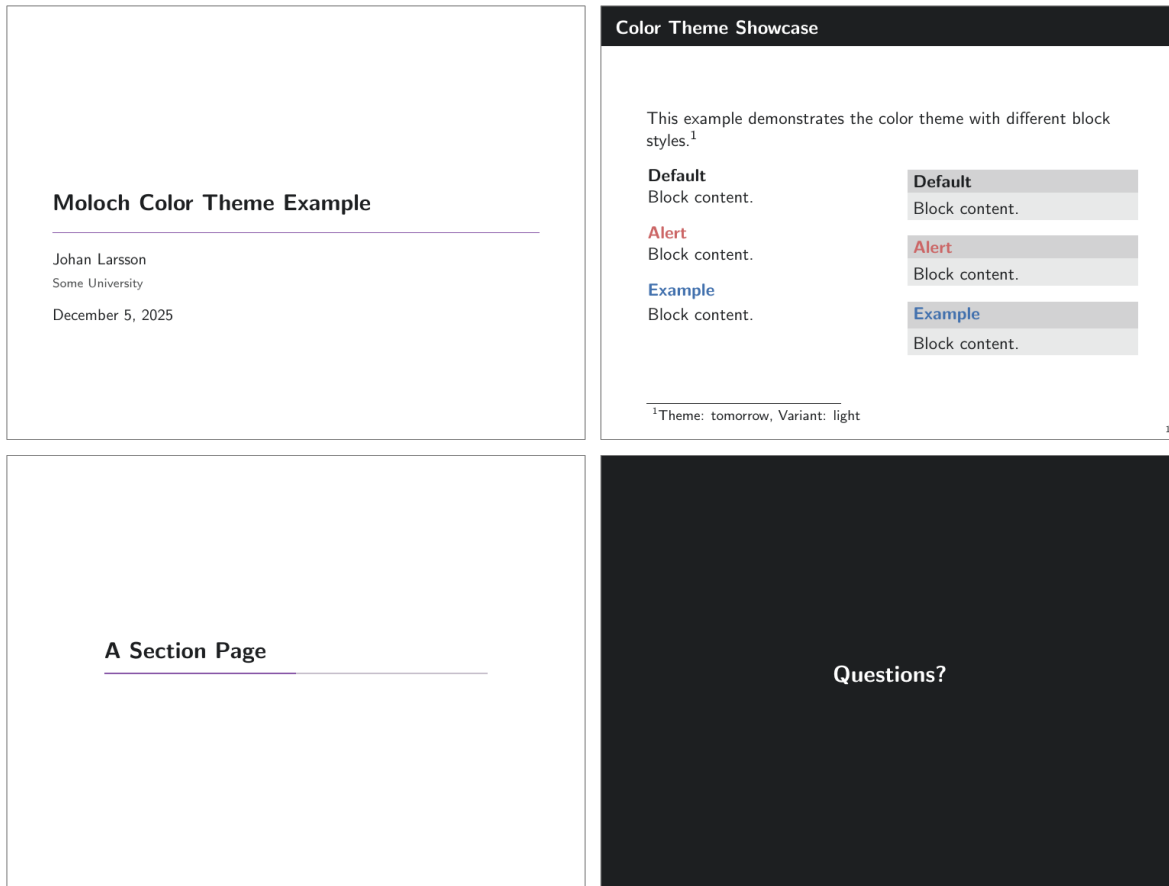 Moloch Color Theme Example
Johan Larsson
Some University
December 5, 2025
Color Theme Showcase
This example demonstrates the color theme with different block
styles.¹
Default
Block content.
Alert
Block content.
Example
Block content.
Default
Block content.
Alert
Block content.
Example
Block content.
¹Theme: tomorrow, Variant: light
1
A Section Page
Questions?